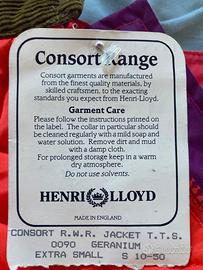 Consort Range
Consort garments are manufactured
from the finest quality materials, by
skilled craftsmen, to the exacting
standards you expect from Henri-Lloyd.
Garment Care
Please follow the instructions printed on
the label. The collar in particular should
be cleaned regularly with a mild soap and
water solution. Remove dirt and mud
with a damp cloth.
For prolonged storage keep in a warm
dry atmosphere.
Do not use solvents.
HENRI LLOYD
MADE IN ENGLAND
CONSORT R.W.R. JACKET T.T.S.
0090 GERANIUM
EXTRA SMALL S 10-50